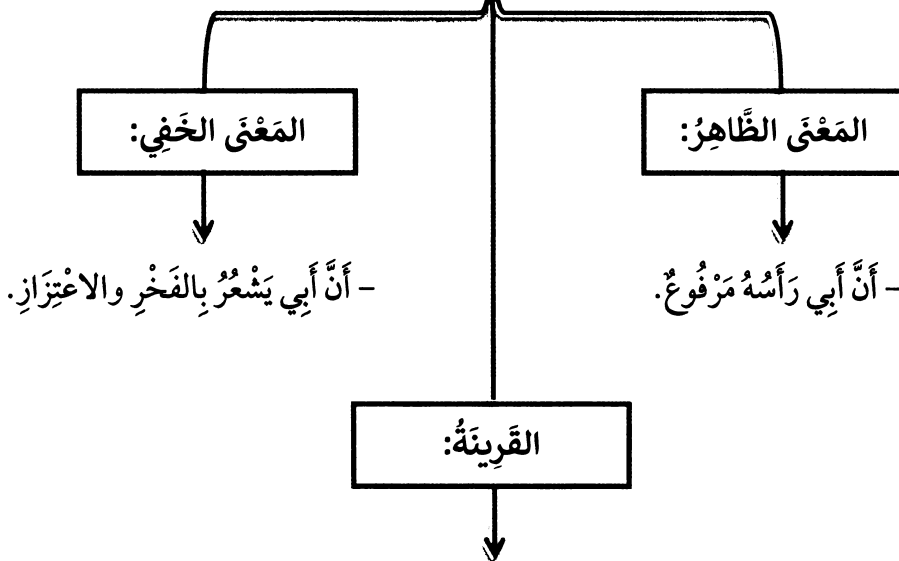 المَعْنَى الظَّاهِرُ:
المَعْنَى الخَفِي:
– أَنَّ أَبِي رَأَسُهُ مَرْفُوعٌ.
– أَنَّ أَبِي يَشْعُرُ بِالفَخْرِ والاعْتِزَازِ.
القَرِينَةُ: